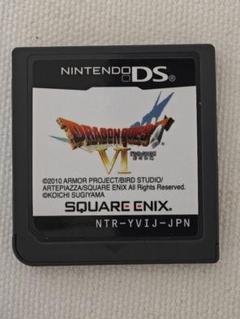 NINTENDO DS
DRAGON QUEST
VI
©2010 ARMOR PROJECT/BIRD STUDIO/
ARTEPIAZZA/SQUARE ENIX All Rights Reserved.
©KOICHI SUGIYAMA
SQUARE ENIX
NTR-YVIJ-JPN